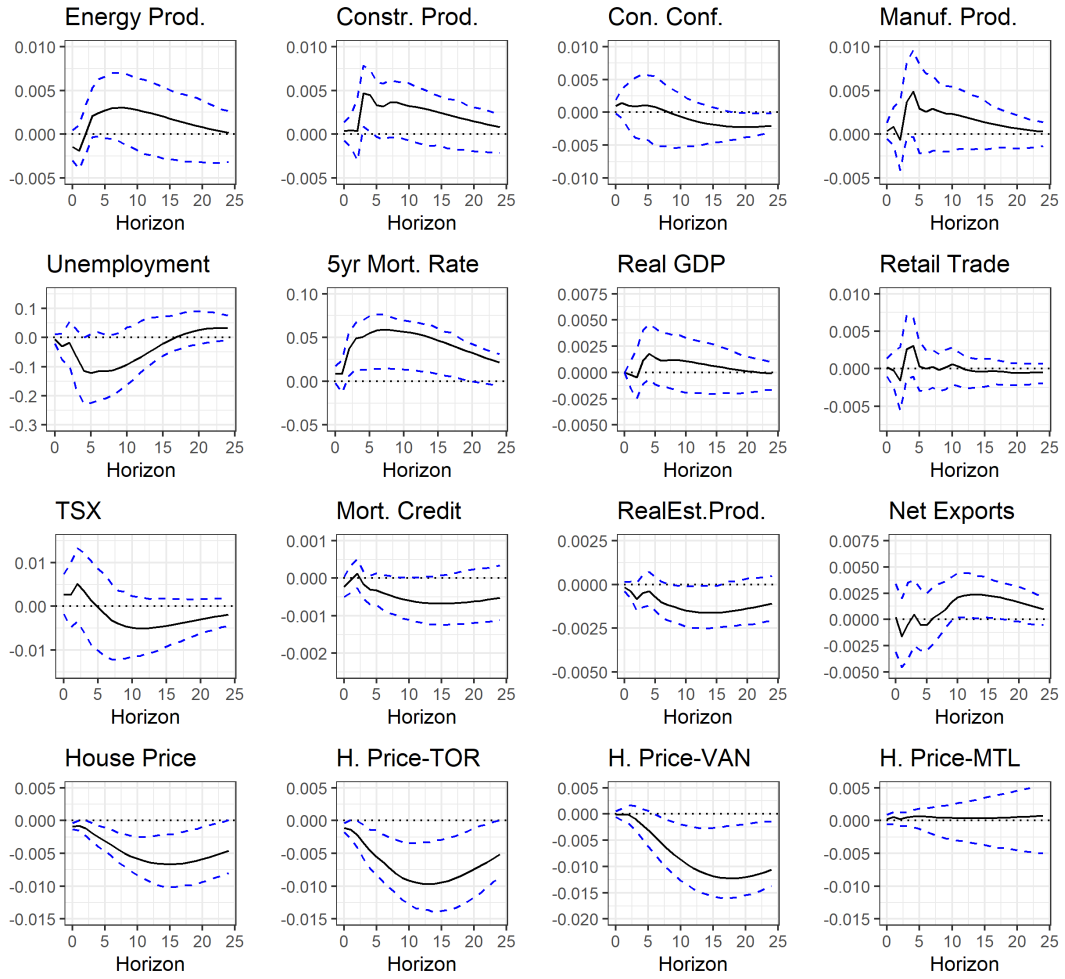 Energy Prod.
0.010
0.005
0.000
-0.005
0 5 10 15 20 25
Horizon
Constr. Prod.
0.010
0.005
0.000
-0.005
0 5 10 15 20 25
Horizon
Con. Conf.
0.010
0.005
0.000
-0.005
-0.010
0 5 10 15 20 25
Horizon
Manuf. Prod.
0.010
0.005
0.000
-0.005
0 5 10 15 20 25
Horizon
Unemployment
0.1
0.0
-0.1
-0.2
-0.3
0 5 10 15 20 25
Horizon
5yr Mort. Rate
0.10
0.05
0.00
-0.05
0 5 10 15 20 25
Horizon
Real GDP
0.0075
0.0050
0.0025
0.0000
-0.0025
-0.0050
0 5 10 15 20 25
Horizon
Retail Trade
0.010
0.005
0.000
-0.005
0 5 10 15 20 25
Horizon
TSX
0.01
0.00
-0.01
0 5 10 15 20 25
Horizon
Mort. Credit
0.001
0.000
-0.001
-0.002
0 5 10 15 20 25
Horizon
RealEst.Prod.
0.0025
0.0000
-0.0025
-0.0050
0 5 10 15 20 25
Horizon
Net Exports
0.0075
0.0050
0.0025
0.0000
-0.0025
-0.0050
0 5 10 15 20 25
Horizon
House Price
0.005
0.000
-0.005
-0.010
-0.015
0 5 10 15 20 25
Horizon
H. Price-TOR
0.005
0.000
-0.005
-0.010
-0.015
0 5 10 15 20 25
Horizon
H. Price-VAN
0.005
0.000
-0.005
-0.010
-0.015
-0.020
0 5 10 15 20 25
Horizon
H. Price-MTL
0.005
0.000
-0.005
-0.010
-0.015
0 5 10 15 20 25
Horizon